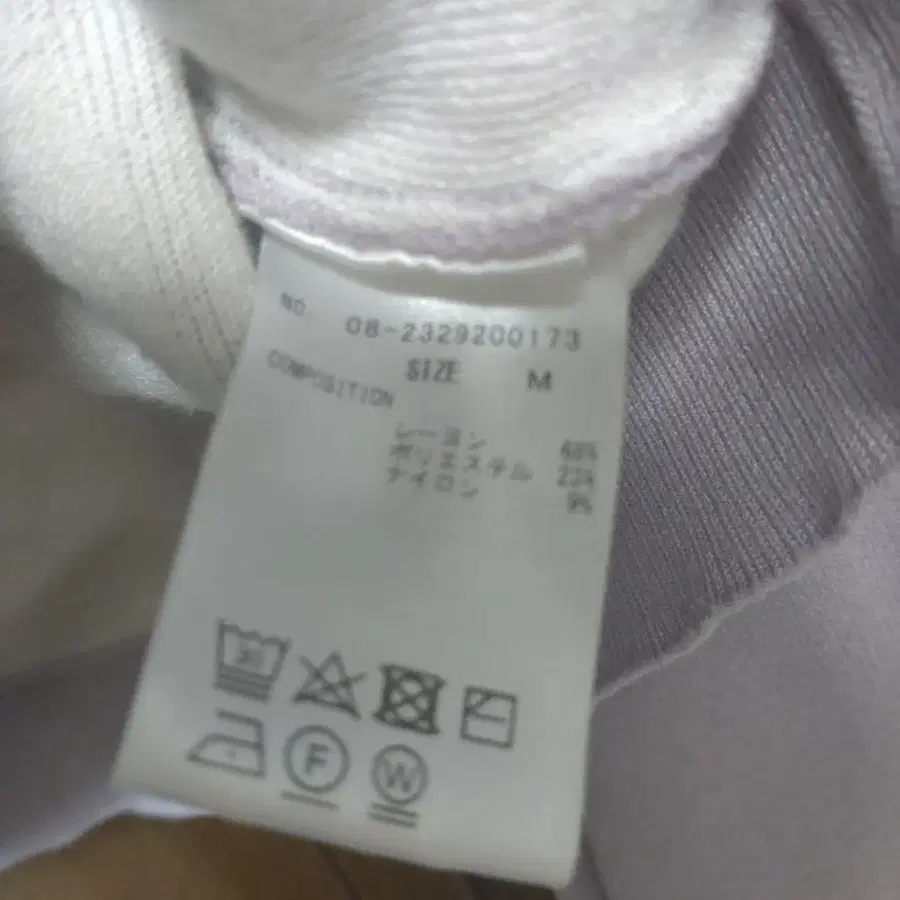 NO 08-2329200173
SIZE M
COMPOSITION
レーヨン 68%
ポリエステル 23%
ナイロン 9%
30
F
W